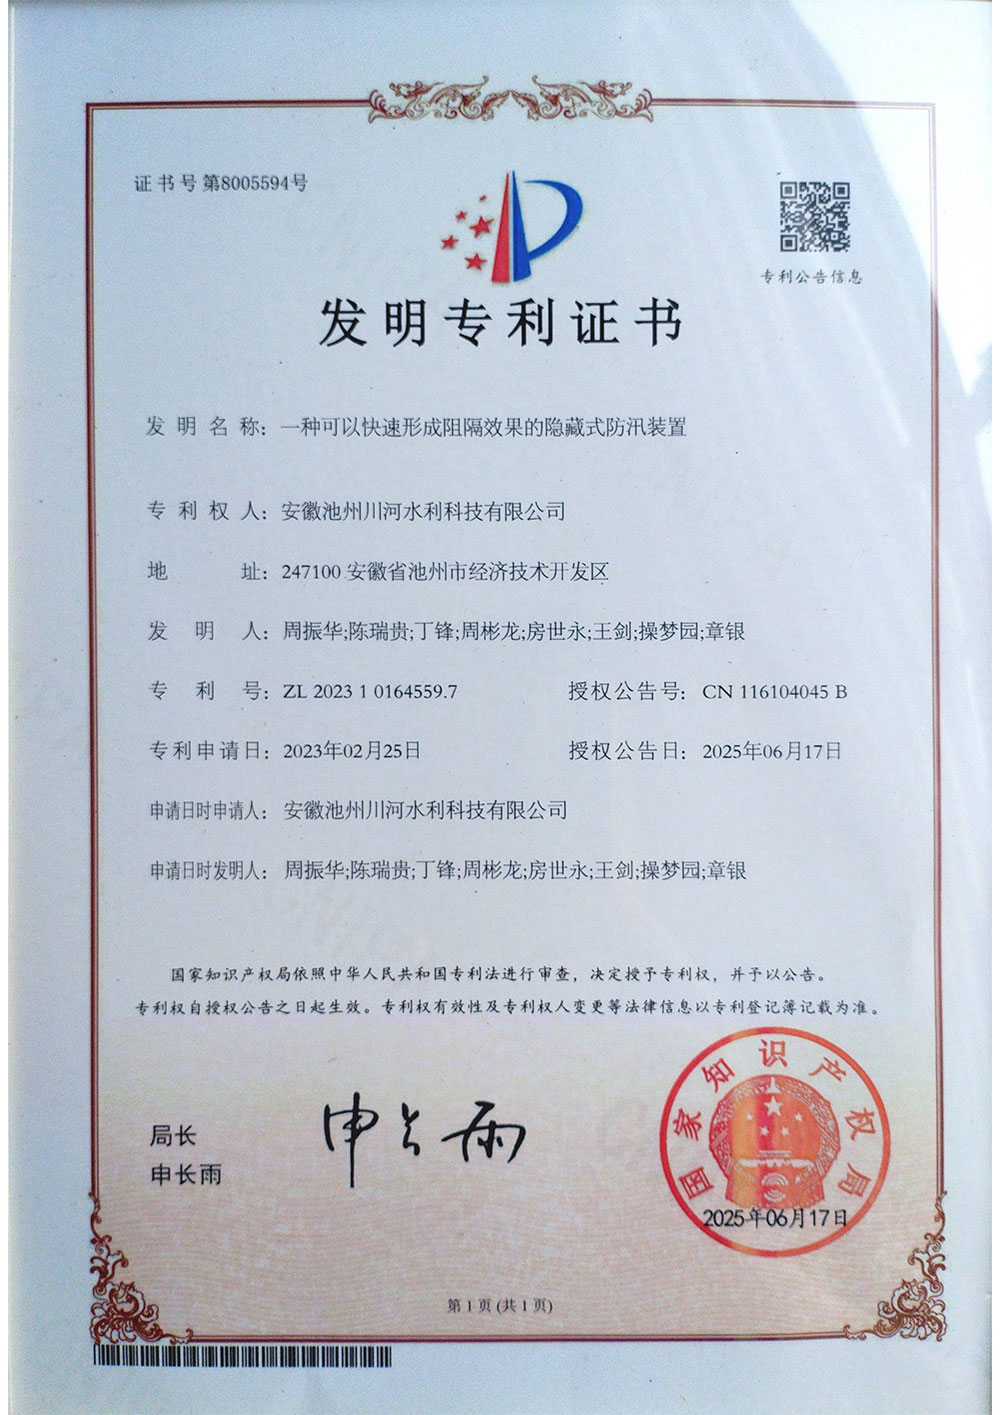 证书号第8005594号
专利公告信息
发明专利证书
发明名称：一种可以快速形成阻隔效果的隐藏式防汛装置
专利权人：安徽池州川河水利科技有限公司
地址：247100 安徽省池州市经济技术开发区
发明人：周振华;陈瑞贵;丁锋;周彬龙;房世永;王剑;操梦园;章银
专利号：ZL 2023 1 0164559.7 授权公告号：CN 116104045 B
专利申请日：2023年02月25日 授权公告日：2025年06月17日
申请日时申请人：安徽池州川河水利科技有限公司
申请日时发明人：周振华;陈瑞贵;丁锋;周彬龙;房世永;王剑;操梦园;章银
国家知识产权局依照中华人民共和国专利法进行审查，决定授予专利权，并予以公告。
专利权自授权公告之日起生效。专利权有效性及专利权人变更等法律信息以专利登记簿记载为准。
局长
申长雨
申长雨
国家知识产权局
2025年06月17日
第 1 页 (共 1 页)